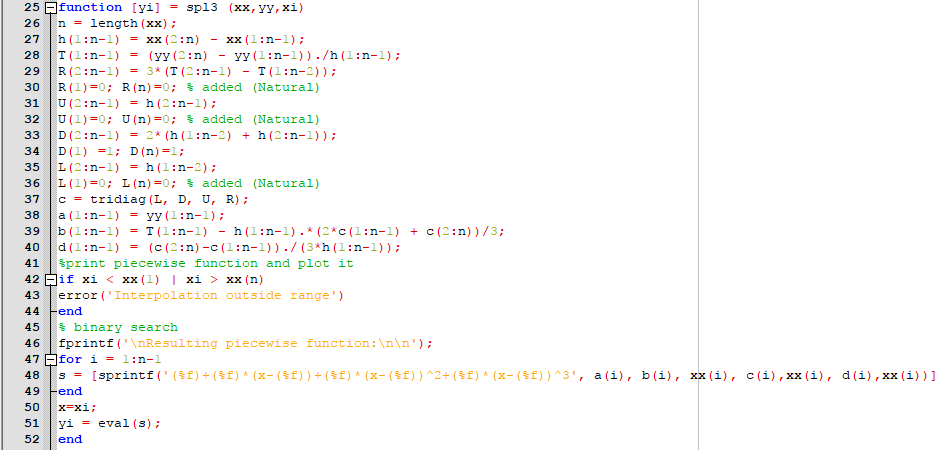 25 function [yi] = spl3 (xx,yy,xi)
26 n = length(xx);
27 h(1:n-1) = xx(2:n) - xx(1:n-1);
28 T(1:n-1) = (yy(2:n) - yy(1:n-1))./h(1:n-1);
29 R(2:n-1) = 3*(T(2:n-1) - T(1:n-2));
30 R(1)=0; R(n)=0; % added (Natural)
31 U(2:n-1) = h(2:n-1);
32 U(1)=0; U(n)=0; % added (Natural)
33 D(2:n-1) = 2*(h(1:n-2) + h(2:n-1));
34 D(1) =1; D(n)=1;
35 L(2:n-1) = h(1:n-2);
36 L(1)=0; L(n)=0; % added (Natural)
37 c = tridiag(L, D, U, R);
38 a(1:n-1) = yy(1:n-1);
39 b(1:n-1) = T(1:n-1) - h(1:n-1).*(2*c(1:n-1) + c(2:n))/3;
40 d(1:n-1) = (c(2:n)-c(1:n-1))./(3*h(1:n-1));
41 %print piecewise function and plot it
42 if xi < xx(1) | xi > xx(n)
43 error('Interpolation outside range')
44 end
45 % binary search
46 fprintf('\nResulting piecewise function:\n\n');
47 for i = 1:n-1
48 s = [sprintf('(%f)+(%f)*(x-(%f))+(%f)*(x-(%f))^2+(%f)*(x-(%f))^3', a(i), b(i), xx(i), c(i),xx(i), d(i),xx(i))]
49 end
50 x=xi;
51 yi = eval(s);
52 end